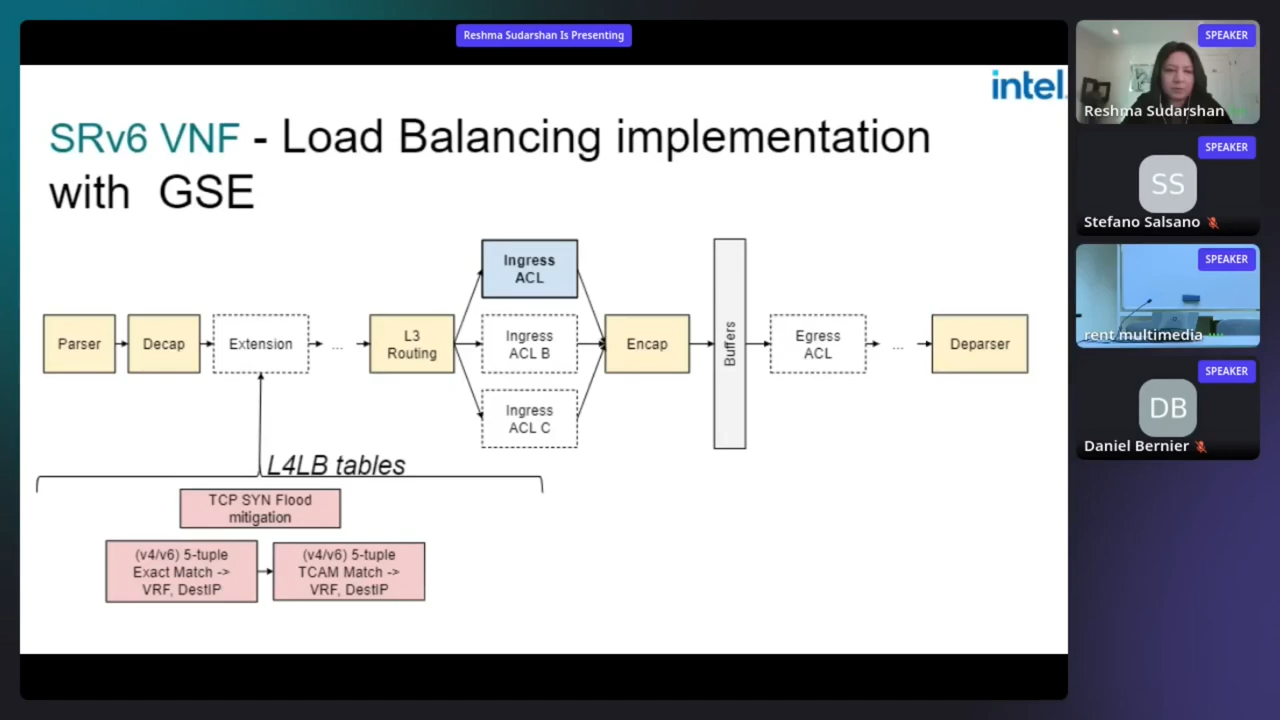 Reshma Sudarshan Is Presenting
intel.
SRv6 VNF - Load Balancing implementation
with GSE
Parser
Decap
Extension
...
L3
Routing
Ingress
ACL
Ingress
ACL B
Ingress
ACL C
Encap
Buffers
Egress
ACL
...
Deparser
L4LB tables
TCP SYN Flood
mitigation
(v4/v6) 5-tuple
Exact Match ->
VRF, DestIP
(v4/v6) 5-tuple
TCAM Match ->
VRF, DestIP
SPEAKER
Reshma Sudarshan
SPEAKER
SS
Stefano Salsano
SPEAKER
rent multimedia
SPEAKER
DB
Daniel Bernier